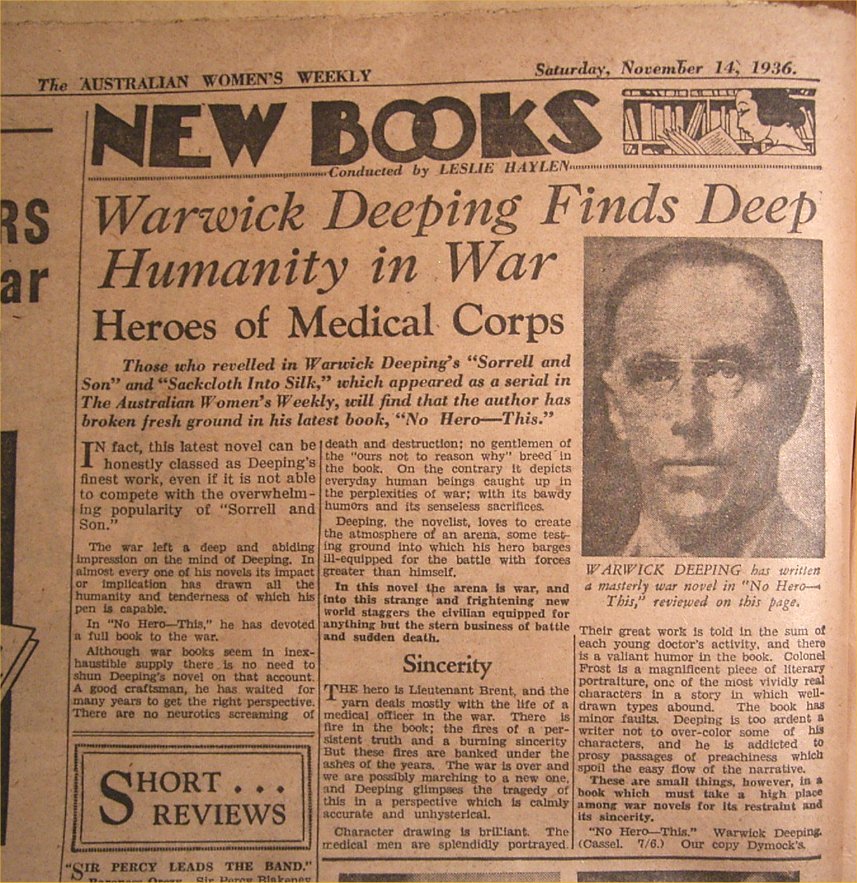 The AUSTRALIAN WOMEN'S WEEKLY
Saturday, November 14, 1936.
NEW BOOKS
Conducted by LESLIE HAYLEN
RS
ar
Warwick Deeping Finds Deep
Humanity in War
Heroes of Medical Corps
Those who revelled in Warwick Deeping's "Sorrell and
Son" and "Sackcloth Into Silk," which appeared as a serial in
The Australian Women's Weekly, will find that the author has
broken fresh ground in his latest book, "No Hero—This."
IN fact, this latest novel can be
honestly classed as Deeping's
finest work, even if it is not able
to compete with the overwhelm-
ing popularity of "Sorrell and
Son."
The war left a deep and abiding
impression on the mind of Deeping. In
almost every one of his novels its impact
or implication has drawn all the
humanity and tenderness of which his
pen is capable.
In "No Hero—This," he has devoted
a full book to the war.
Although war books seem in inex-
haustible supply there is no need to
shun Deeping's novel on that account.
A good craftsman, he has waited for
many years to get the right perspective.
There are no neurotics screaming of
death and destruction; no gentlemen of
the "ours not to reason why" breed in
the book. On the contrary it depicts
everyday human beings caught up in
the perplexities of war; with its bawdy
humors and its senseless sacrifices.
Deeping, the novelist, loves to create
the atmosphere of an arena, some test-
ing ground into which his hero barges
ill-equipped for the battle with forces
greater than himself.
In this novel the arena is war, and
into this strange and frightening new
world staggers the civilian equipped for
anything but the stern business of battle
and sudden death.
Sincerity
THE hero is Lieutenant Brent, and the
yarn deals mostly with the life of a
medical officer in the war. There is
fire in the book; the fires of a per-
sistent truth and a burning sincerity
But these fires are banked under the
ashes of the years. The war is over and
we are possibly marching to a new one,
and Deeping glimpses the tragedy of
this in a perspective which is calmly
accurate and unhysterical.
Character drawing is brilliant. The
medical men are splendidly portrayed.
WARWICK DEEPING has written
a masterly war novel in "No Hero—
This," reviewed on this page.
Their great work is told in the sum of
each young doctor's activity, and there
is a valiant humor in the book. Colonel
Frost is a magnificent piece of literary
portraiture, one of the most vividly real
characters in a story in which well-
drawn types abound. The book has
minor faults. Deeping is too ardent a
writer not to over-color some of his
characters, and he is addicted to
prosy passages of preachiness which
spoil the easy flow of the narrative.
These are small things, however, in a
book which must take a high place
among war novels for its restraint and
its sincerity.
"No Hero—This." Warwick Deeping.
(Cassel. 7/6.) Our copy Dymock's.
SHORT . . .
REVIEWS
"SIR PERCY LEADS THE BAND."
Baroness Orczy. Sir Percy Blakeney